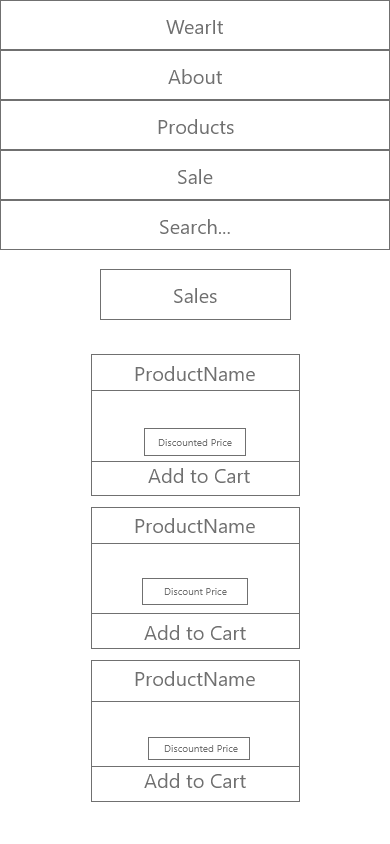 WearIt
About
Products
Sale
Search...
Sales
ProductName
Discounted Price
Add to Cart
ProductName
Discount Price
Add to Cart
ProductName
Discounted Price
Add to Cart